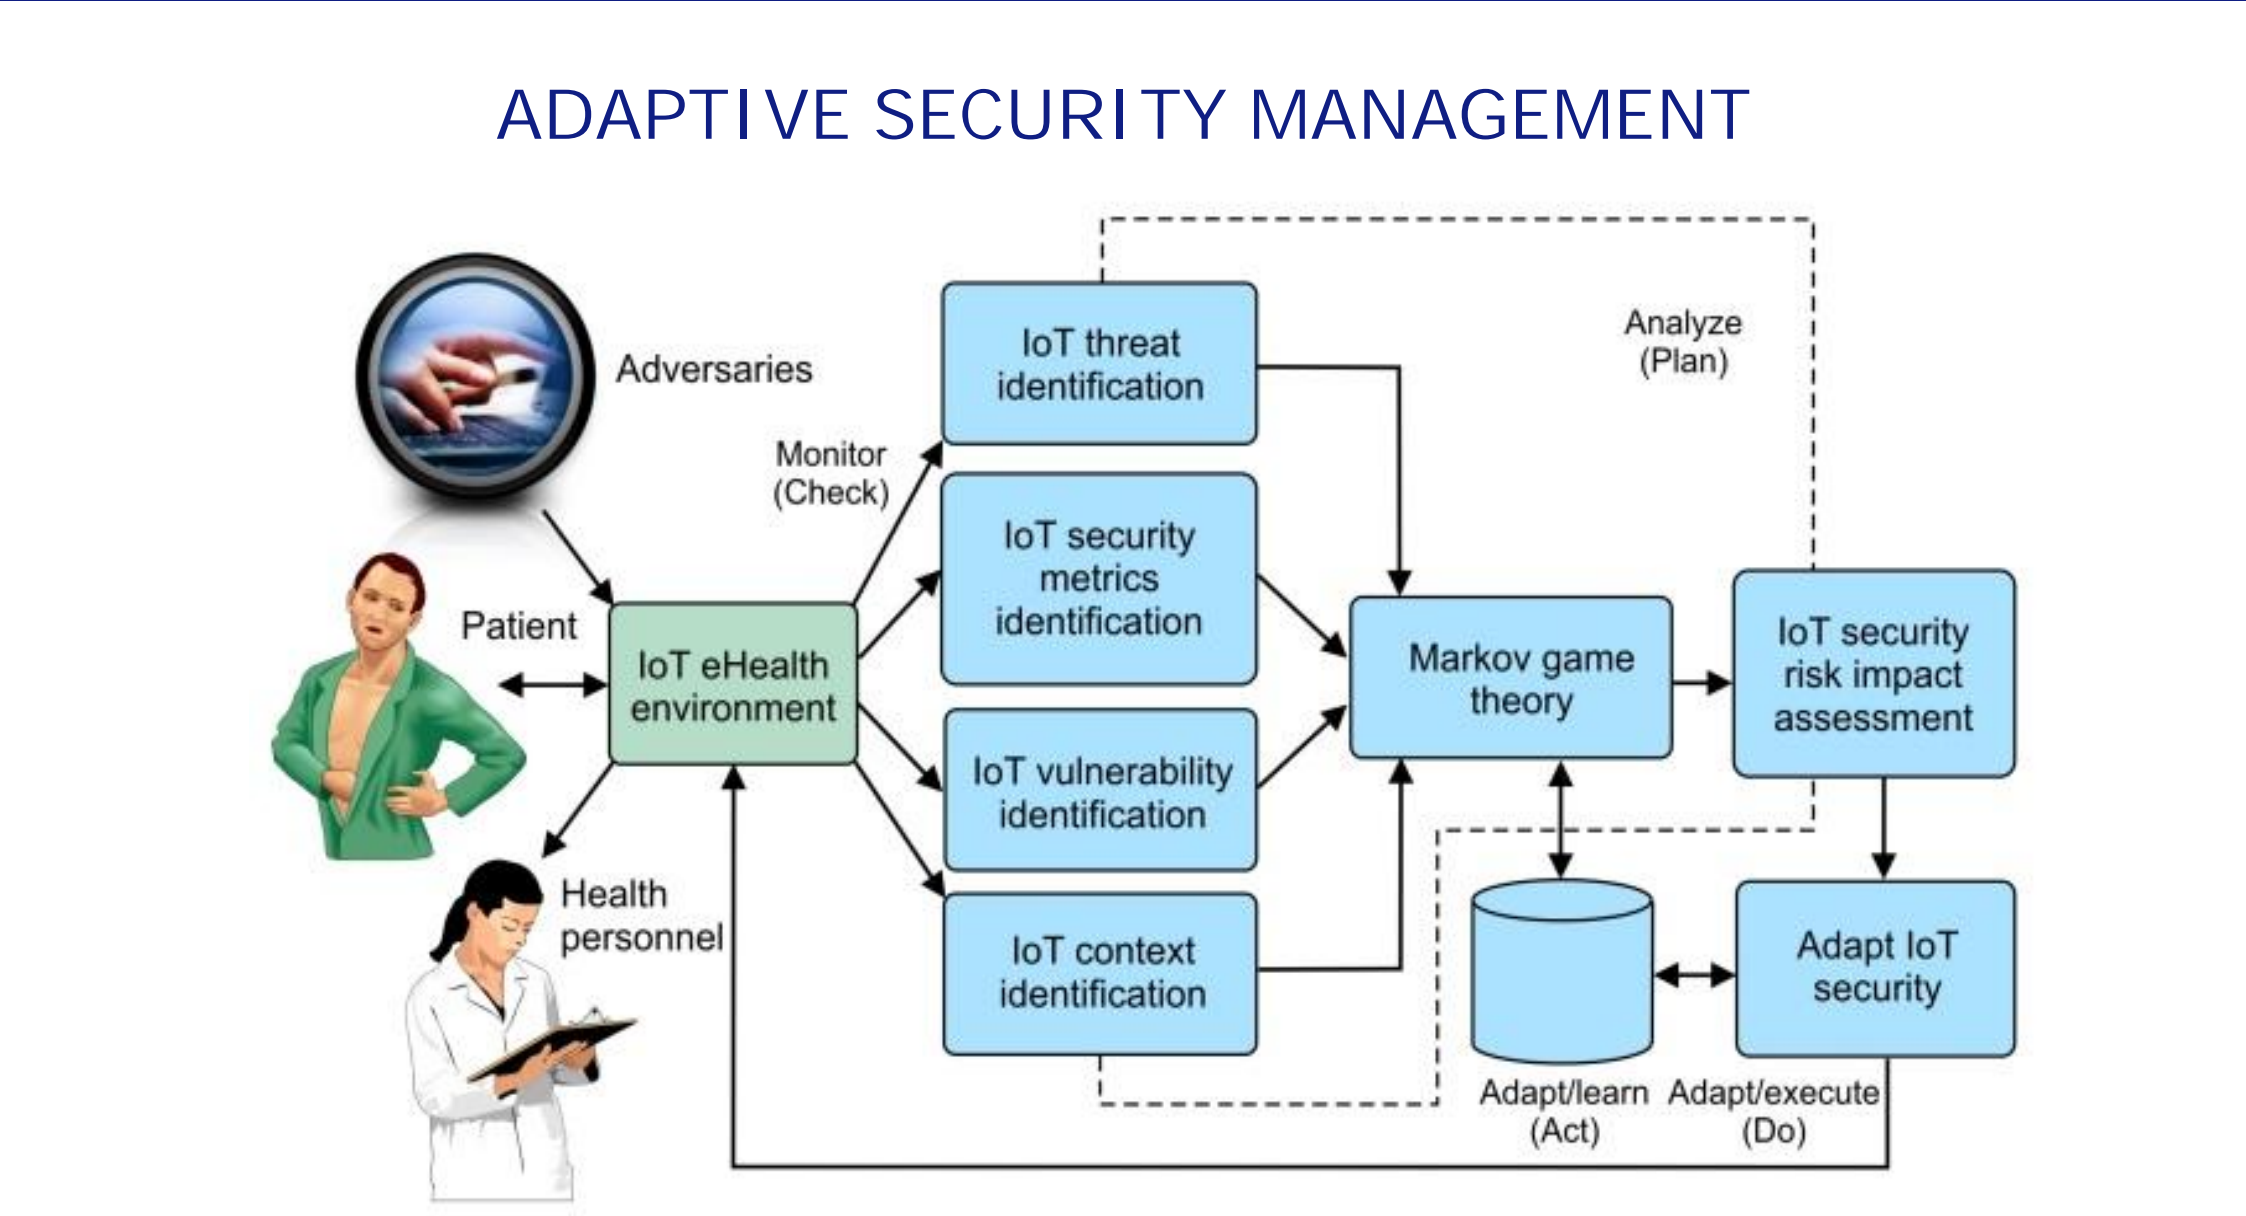 ADAPTIVE SECURITY MANAGEMENT
Adversaries
Monitor
(Check)
Patient
IoT eHealth
environment
Health
personnel
IoT threat
identification
IoT security
metrics
identification
IoT vulnerability
identification
IoT context
identification
Analyze
(Plan)
Markov game
theory
IoT security
risk impact
assessment
Adapt IoT
security
Adapt/learn
(Act)
Adapt/execute
(Do)